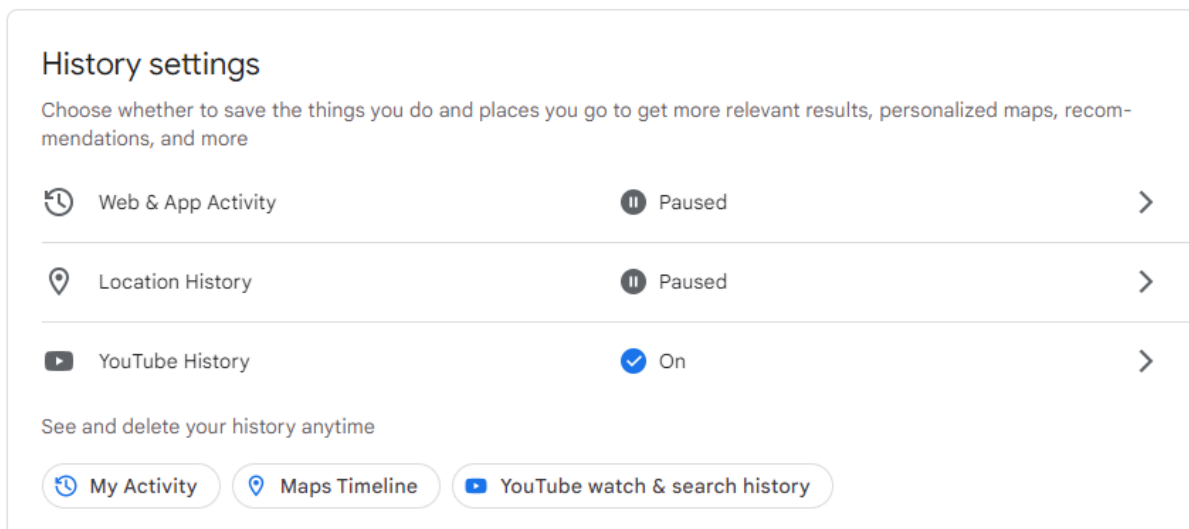 History settings
Choose whether to save the things you do and places you go to get more relevant results, personalized maps, recom-
mendations, and more
Web & App Activity Paused
Location History Paused
YouTube History On
See and delete your history anytime
My Activity Maps Timeline YouTube watch & search history